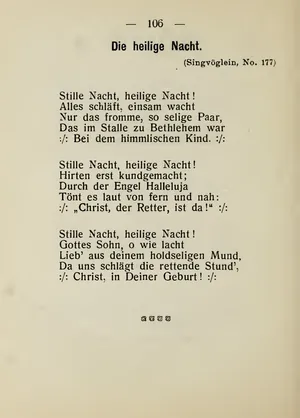 — 106 —
Die heilige Nacht.
(Singvöglein, No. 177)
Stille Nacht, heilige Nacht!
Alles schläft, einsam wacht
Nur das fromme, so selige Paar,
Das im Stalle zu Bethlehem war
:/: Bei dem himmlischen Kind. :/:
Stille Nacht, heilige Nacht!
Hirten erst kundgemacht;
Durch der Engel Halleluja
Tönt es laut von fern und nah:
:/: „Christ, der Retter, ist da!“ :/:
Stille Nacht, heilige Nacht!
Gottes Sohn, o wie lacht
Lieb' aus deinem holdseligen Mund,
Da uns schlägt die rettende Stund',
:/: Christ, in Deiner Geburt! :/: